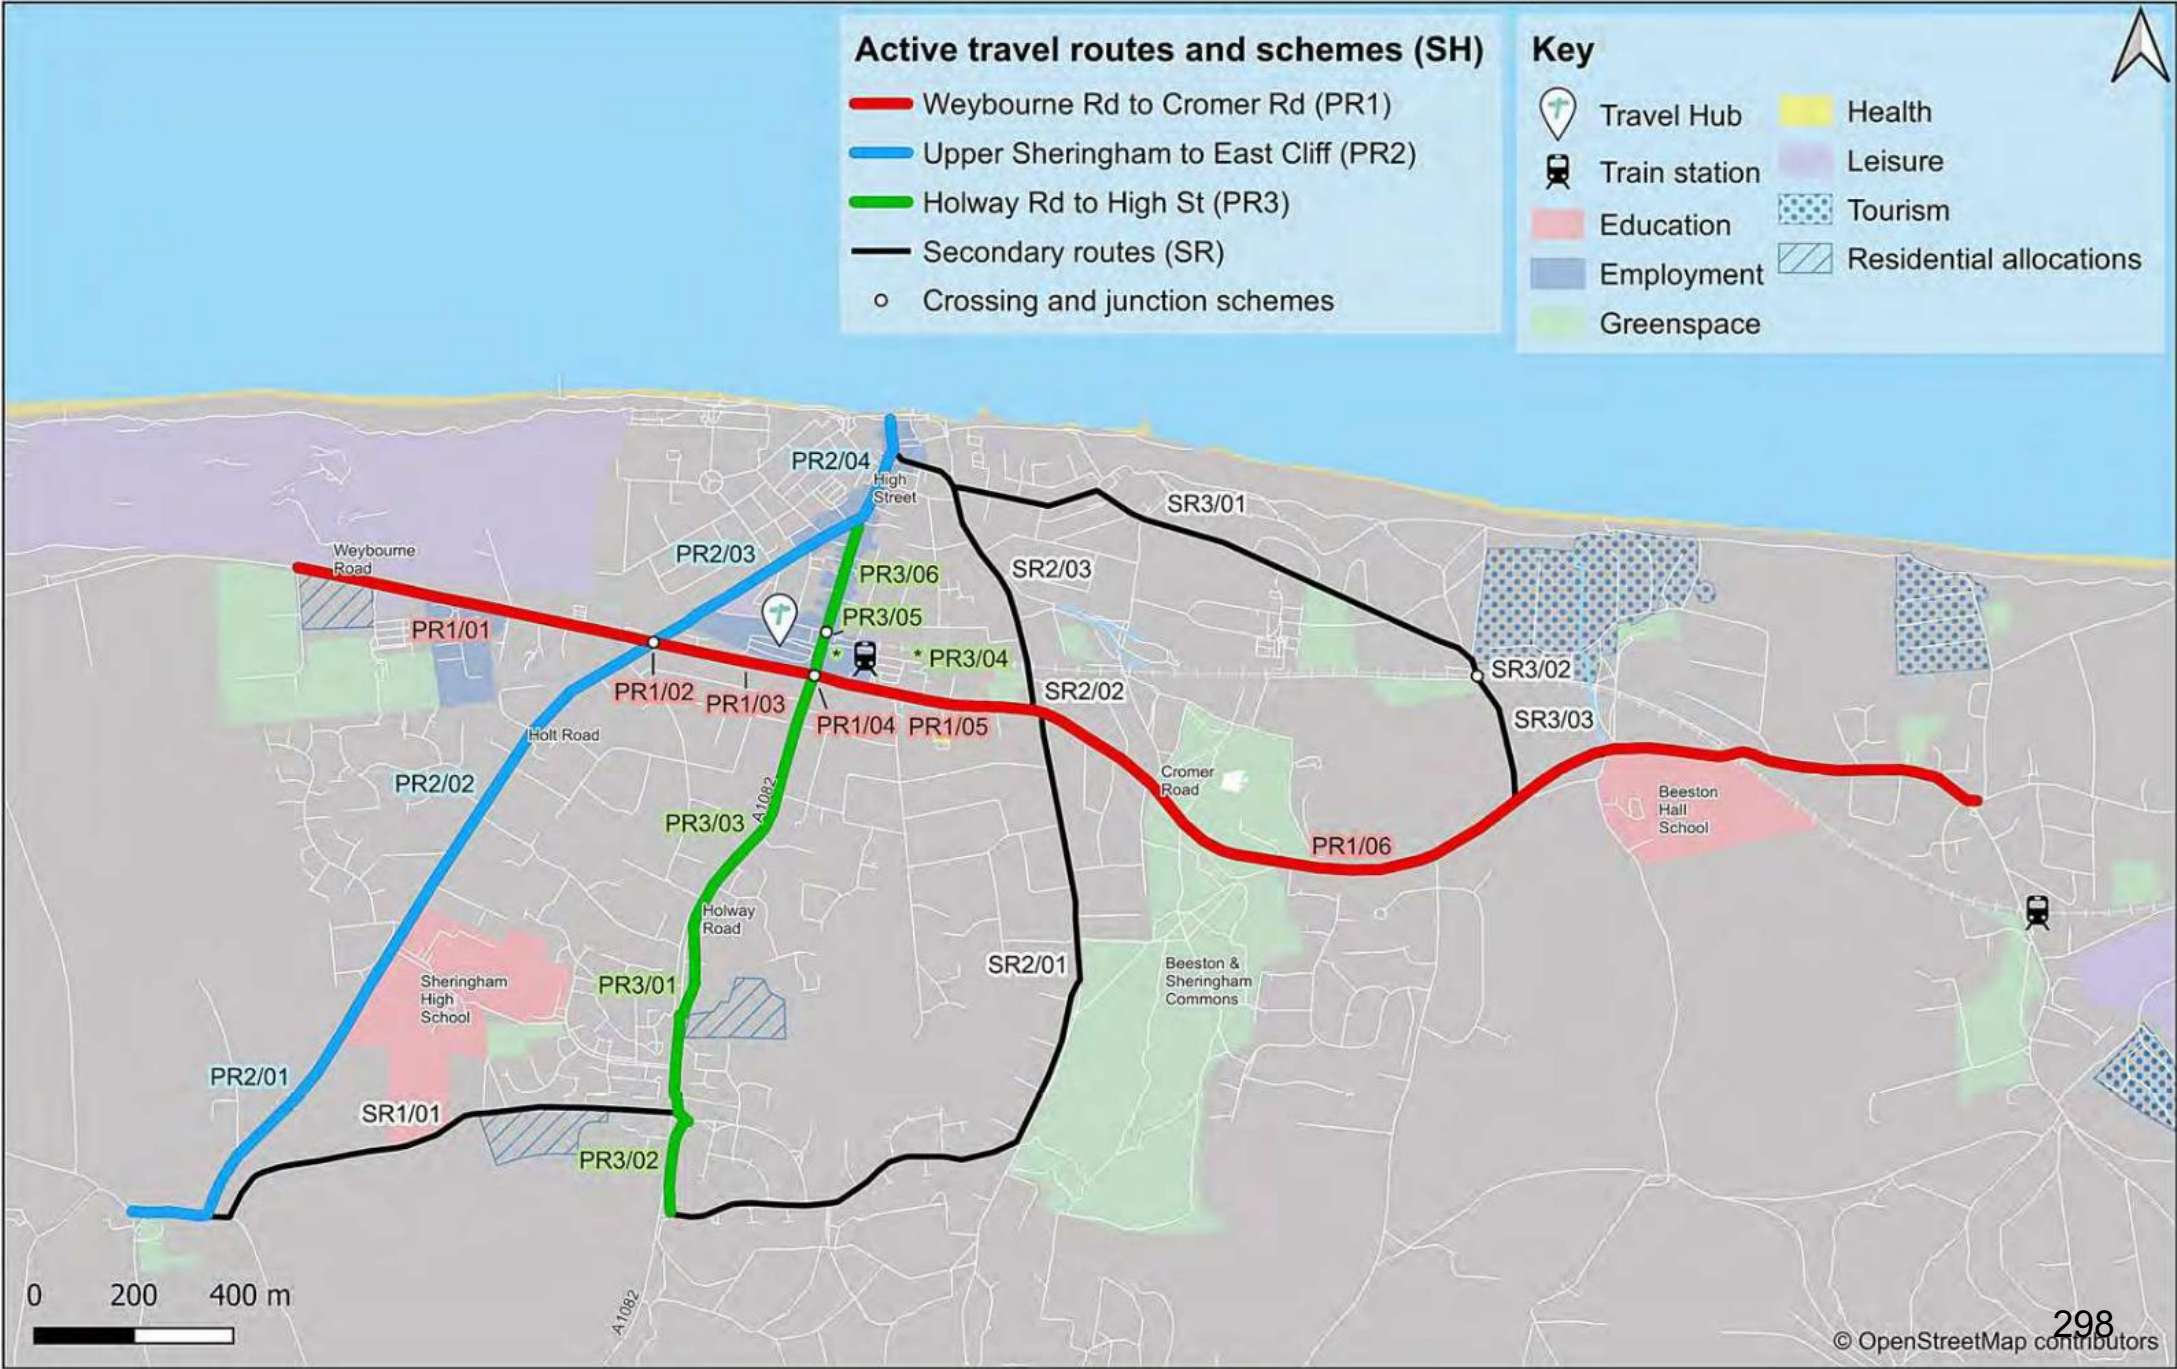 Active travel routes and schemes (SH)
Weybourne Rd to Cromer Rd (PR1)
Upper Sheringham to East Cliff (PR2)
Holway Rd to High St (PR3)
Secondary routes (SR)
Crossing and junction schemes
Key
Travel Hub
Train station
Education
Employment
Greenspace
Health
Leisure
Tourism
Residential allocations
PR2/04
High
Street
SR3/01
Weybourne
Road
PR2/03
SR2/03
PR3/06
PR3/05
PR1/01
* * PR3/04
SR3/02
PR1/02
PR1/03
SR2/02
PR1/04
PR1/05
SR3/03
Holt Road
PR2/02
A1082
Cromer
Road
Beeston
Hall
School
PR3/03
PR1/06
Holway
Road
Sheringham
High
School
PR3/01
SR2/01
Beeston &
Sheringham
Commons
PR2/01
SR1/01
PR3/02
A1082
0 200 400 m
298
© OpenStreetMap contributors